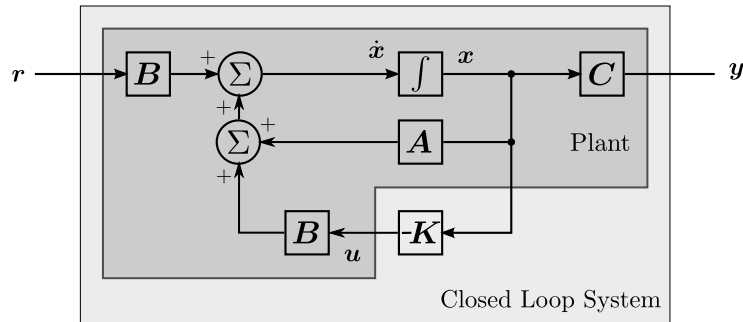 r
B
+
Σ
ẋ
∫
x
C
y
+
Σ
+
A
Plant
+
B
u
-K
Closed Loop System